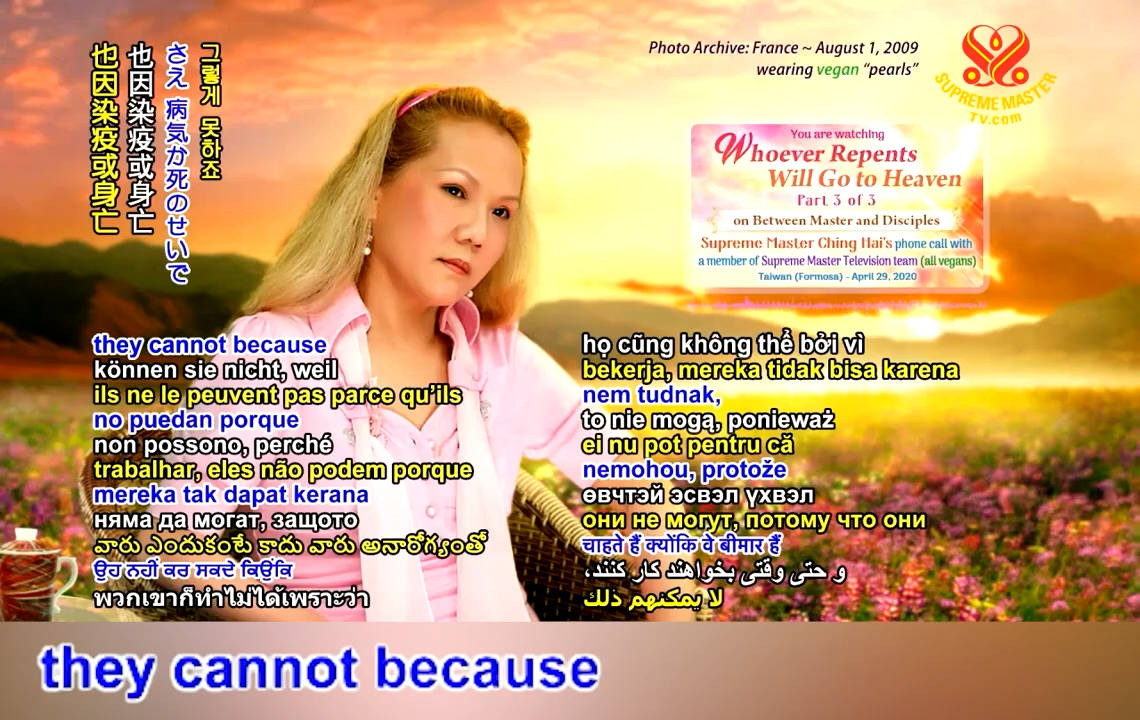 그렇게 못하죠
さえ 病気か死のせいで
也因染疫或身亡
也因染疫或身亡
Photo Archive: France ~ August 1, 2009
wearing vegan “pearls”
SUPREME MASTER
TV.com
You are watching
Whoever Repents
Will Go to Heaven
Part 3 of 3
on Between Master and Disciples
Supreme Master Ching Hai's phone call with
a member of Supreme Master Television team (all vegans)
Taiwan (Formosa) - April 29, 2020
they cannot because
können sie nicht, weil
ils ne le peuvent pas parce qu’ils
no puedan porque
non possono, perché
trabalhar, eles não podem porque
mereka tak dapat kerana
няма да могат, защото
వారు ఎందుకంటే కాదు వారు అనారోగ్యంతో
ਉਹ ਨਹੀਂ ਕਰ ਸਕਦੇ ਕਿਉਂਕਿ
พวกเขาก็ทำไม่ได้เพราะว่า
họ cũng không thể bởi vì
bekerja, mereka tidak bisa karena
nem tudnak,
to nie mogą, ponieważ
ei nu pot pentru că
nemohou, protože
өвчтэй эсвэл үхвэл
они не могут, потому что они
चाहते हैं क्योंकि वे बीमार हैं
و حتی وقتی بخواهند کار کنند،
لا يمكنهم ذلك
they cannot because